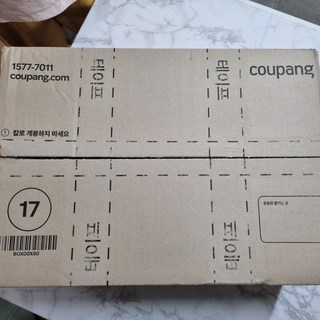 1577-7011
coupang.com
테이프
테이프
coupang
! 칼로 개봉하지 마세요
17
BOX00X60
테이프
테이프